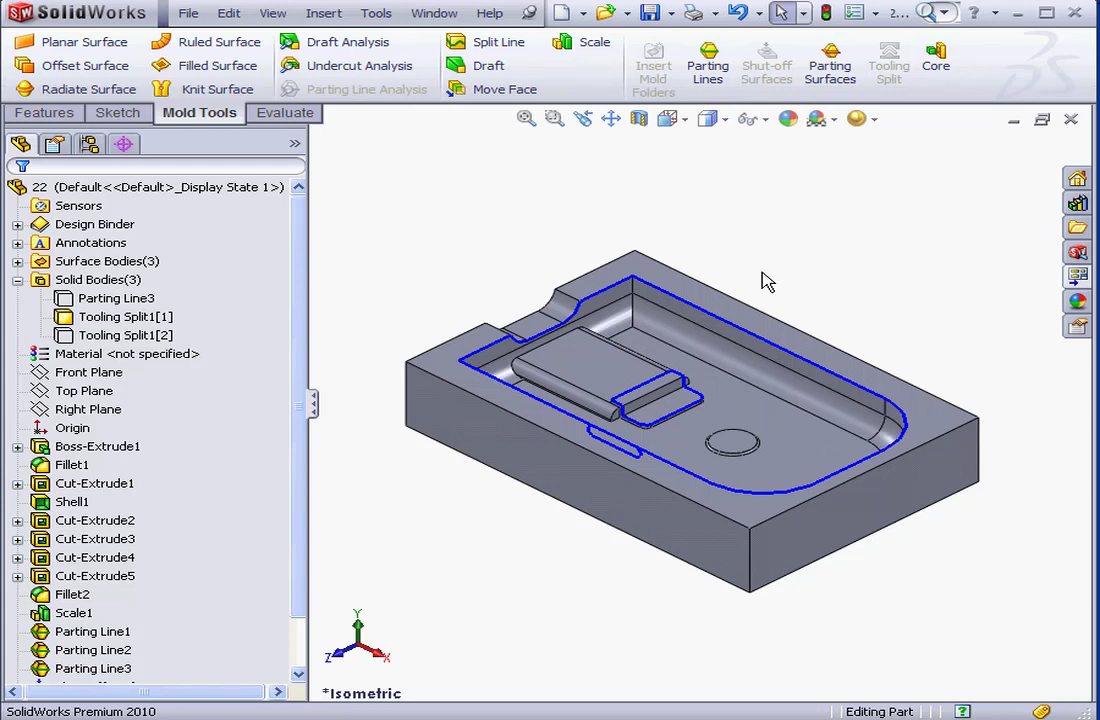 SolidWorks File Edit View Insert Tools Window Help 2...
Planar Surface Ruled Surface Draft Analysis Split Line Scale
Offset Surface Filled Surface Undercut Analysis Draft
Radiate Surface Knit Surface Parting Line Analysis Move Face
Insert Mold Folders
Parting Lines
Shut-off Surfaces
Parting Surfaces
Tooling Split
Core
Features Sketch Mold Tools Evaluate
22 (Default<<Default>_Display State 1>)
Sensors
Design Binder
Annotations
Surface Bodies(3)
Solid Bodies(3)
Parting Line3
Tooling Split1[1]
Tooling Split1[2]
Material <not specified>
Front Plane
Top Plane
Right Plane
Origin
Boss-Extrude1
Fillet1
Cut-Extrude1
Shell1
Cut-Extrude2
Cut-Extrude3
Cut-Extrude4
Cut-Extrude5
Fillet2
Scale1
Parting Line1
Parting Line2
Parting Line3
Y
Z
X
*Isometric
SolidWorks Premium 2010 Editing Part